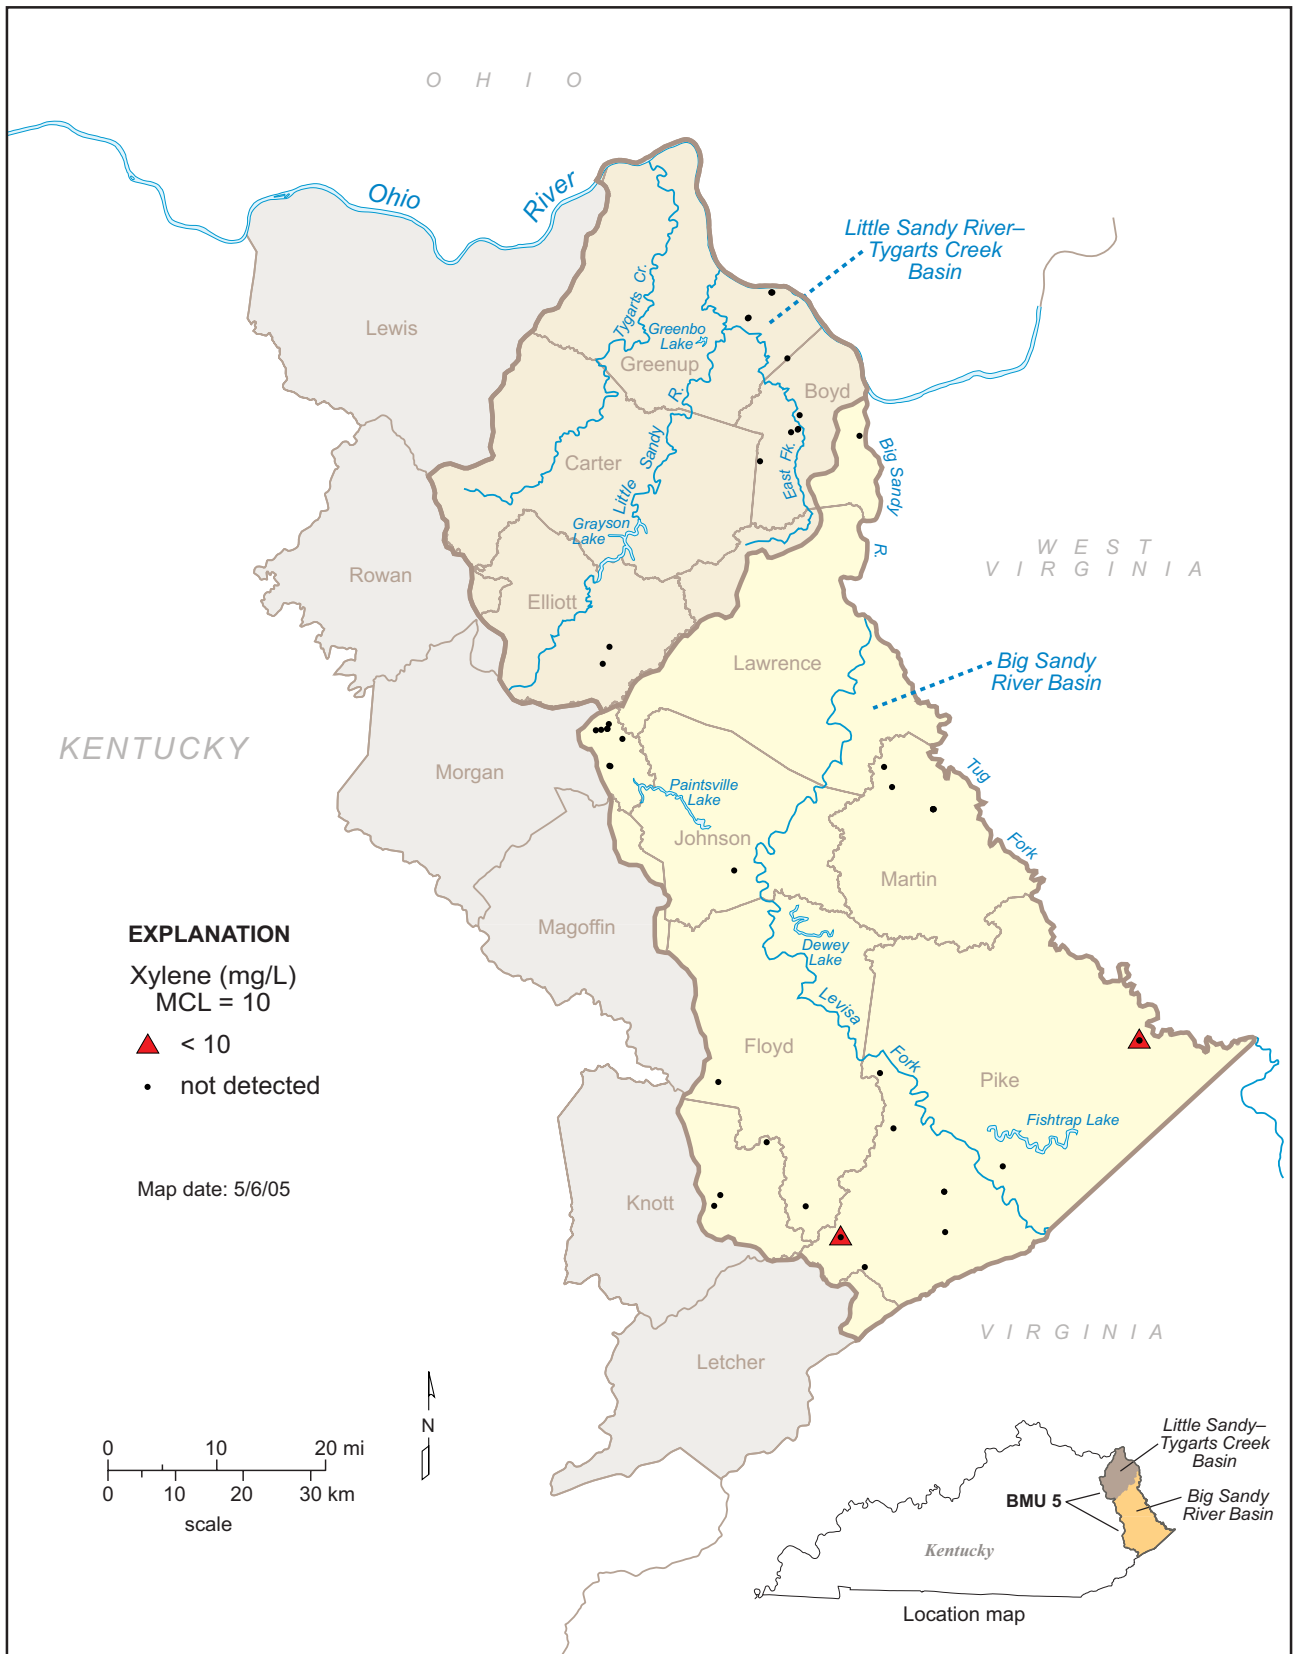 O H I O
Ohio
River
Little Sandy River–
Tygarts Creek
Basin
Tygarts Cr.
Lewis
Greenbo
Lake
Greenup
R.
Boyd
Sandy
Little
Carter
East Fk.
Big Sandy
R.
Grayson
Lake
WEST
VIRGINIA
Rowan
Elliott
Lawrence
Big Sandy
River Basin
KENTUCKY
Morgan
Tug
Fork
Paintsville
Lake
Johnson
Martin
Magoffin
Dewey
Lake
Levisa
Fork
Floyd
Pike
Fishtrap Lake
Knott
Letcher
VIRGINIA
EXPLANATION
Xylene (mg/L)
MCL = 10
< 10
not detected
Map date: 5/6/05
0 10 20 mi
0 10 20 30 km
scale
N
Little Sandy–
Tygarts Creek
Basin
BMU 5
Big Sandy
River Basin
Kentucky
Location map